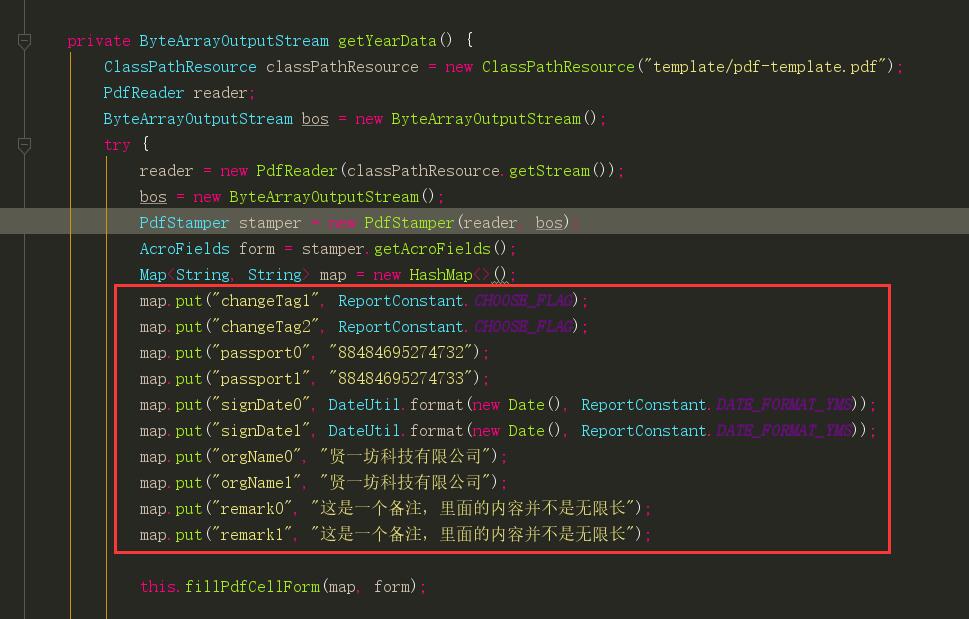 private ByteArrayOutputStream getYearData() {
ClassPathResource classPathResource = new ClassPathResource("template/pdf-template.pdf");
PdfReader reader;
ByteArrayOutputStream bos = new ByteArrayOutputStream();
try {
reader = new PdfReader(classPathResource.getStream());
bos = new ByteArrayOutputStream();
PdfStamper stamper = new PdfStamper(reader, bos);
AcroFields form = stamper.getAcroFields();
Map<String, String> map = new HashMap<>();
map.put("changeTag1", ReportConstant.CHOOSE_FLAG);
map.put("changeTag2", ReportConstant.CHOOSE_FLAG);
map.put("passport0", "88484695274732");
map.put("passport1", "88484695274733");
map.put("signDate0", DateUtil.format(new Date(), ReportConstant.DATE_FORMAT_YMS));
map.put("signDate1", DateUtil.format(new Date(), ReportConstant.DATE_FORMAT_YMS));
map.put("orgName0", "贤一坊科技有限公司");
map.put("orgName1", "贤一坊科技有限公司");
map.put("remark0", "这是一个备注，里面的内容并不是无限长");
map.put("remark1", "这是一个备注，里面的内容并不是无限长");
this.fillPdfCellForm(map, form);